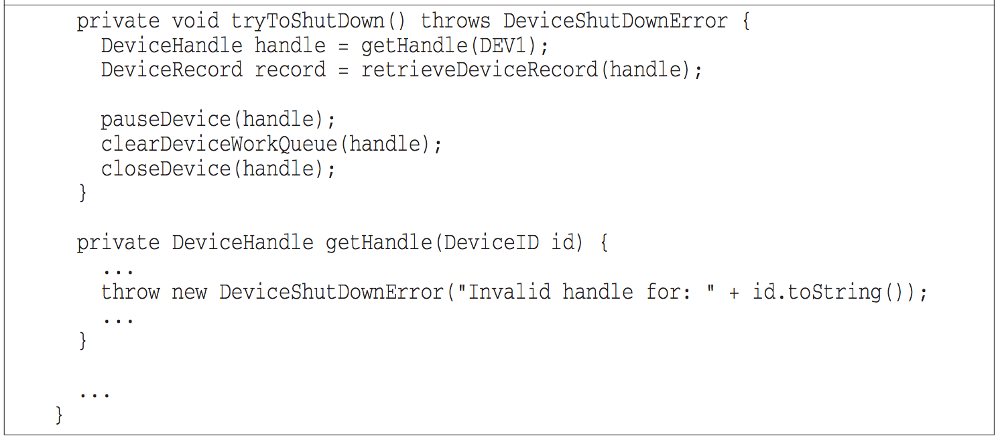 private void tryToShutDown() throws DeviceShutDownError {
DeviceHandle handle = getHandle(DEV1);
DeviceRecord record = retrieveDeviceRecord(handle);
pauseDevice(handle);
clearDeviceWorkQueue(handle);
closeDevice(handle);
}
private DeviceHandle getHandle(DeviceID id) {
...
throw new DeviceShutDownError("Invalid handle for: " + id.toString());
...
}
...
}